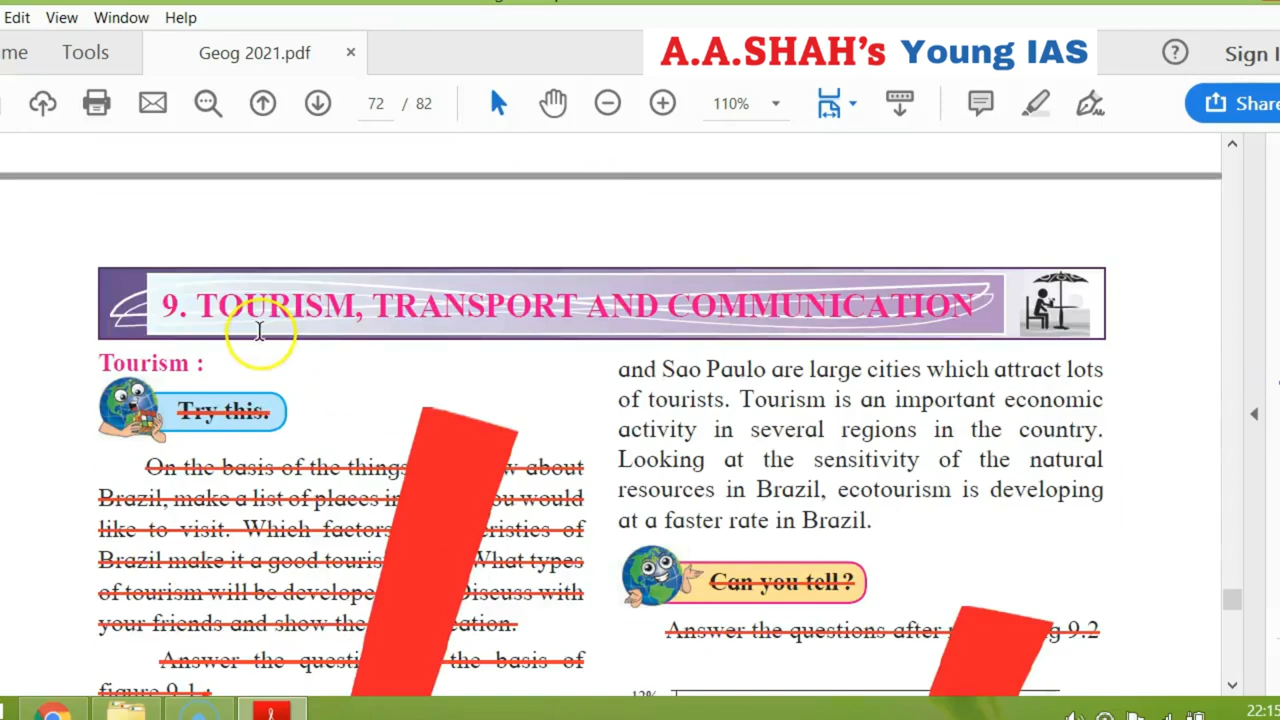 Edit View Window Help
me Tools Geog 2021.pdf × A.A.SHAH's Young IAS ? Sign I
72 / 82 110% Share
9. TOURISM, TRANSPORT AND COMMUNICATION
Tourism :
Try this.
On the basis of the things about
Brazil, make a list of places in you would
like to visit. Which factors of
Brazil make it a good What types
of tourism will be Discuss with
your friends and show the
Answer the the basis of
figure 9.1 :
and Sao Paulo are large cities which attract lots
of tourists. Tourism is an important economic
activity in several regions in the country.
Looking at the sensitivity of the natural
resources in Brazil, ecotourism is developing
at a faster rate in Brazil.
Can you tell ?
Answer the questions after 9.2
12%
22:15